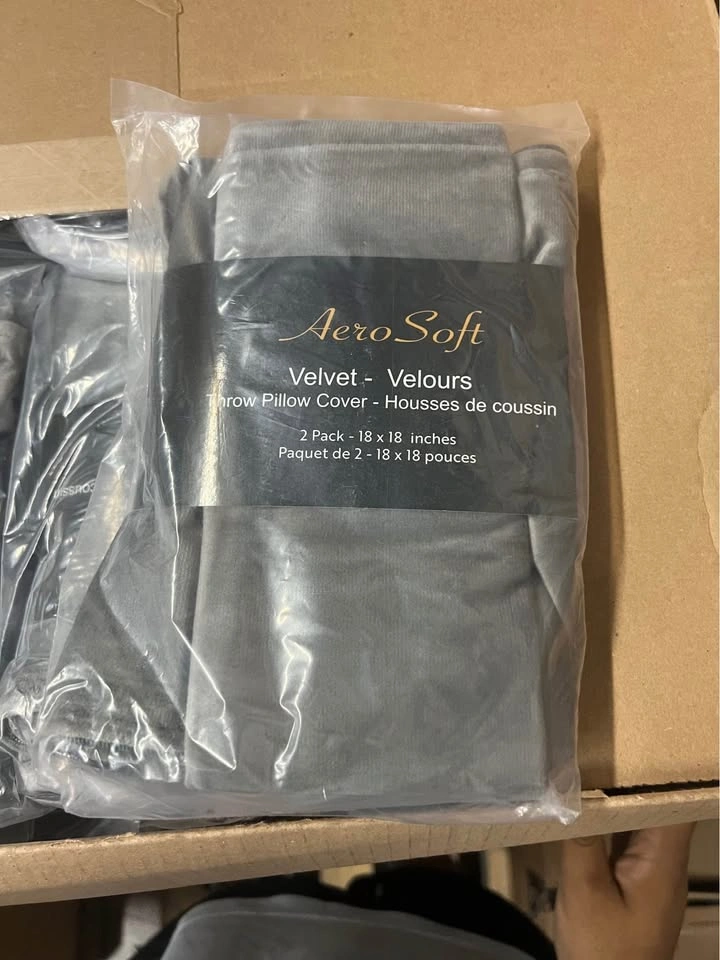 AeroSoft
Velvet - Velours
Throw Pillow Cover - Housses de coussin
2 Pack - 18 x 18 inches
Paquet de 2 - 18 x 18 pouces
coussin